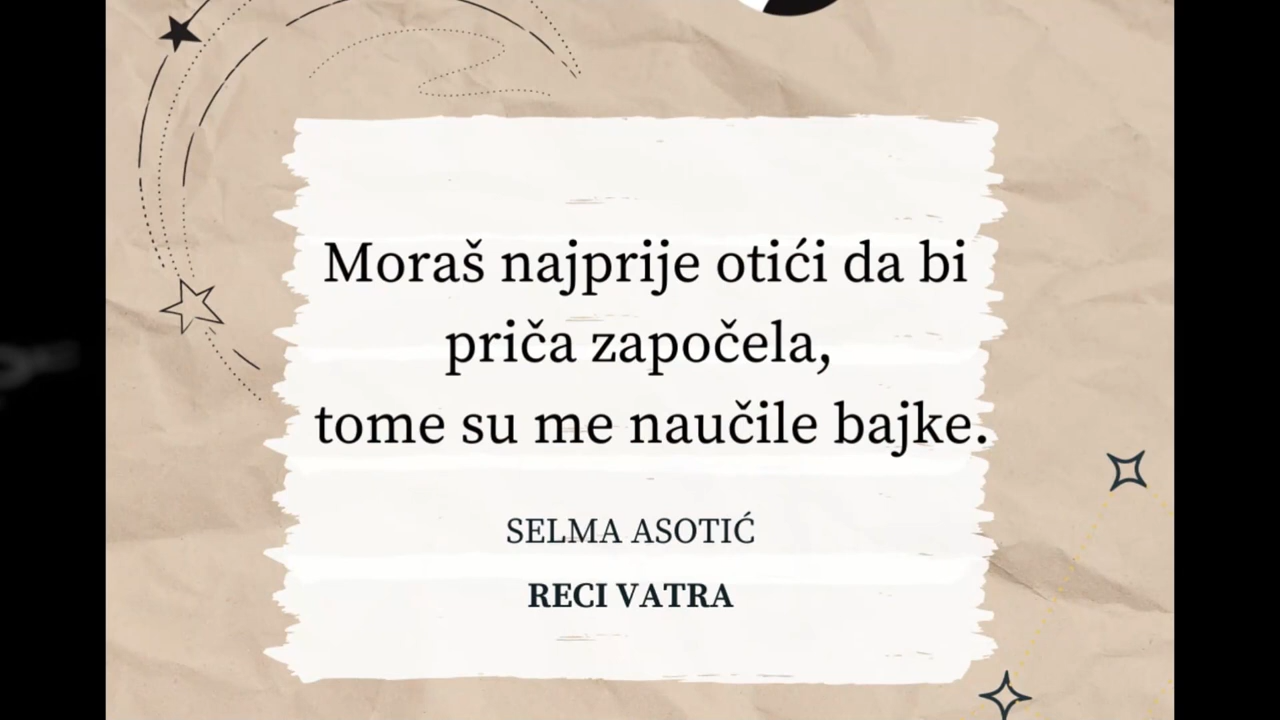 Moraš najprije otići da bi
priča započela,
tome su me naučile bajke.
SELMA ASOTIĆ
RECI VATRA